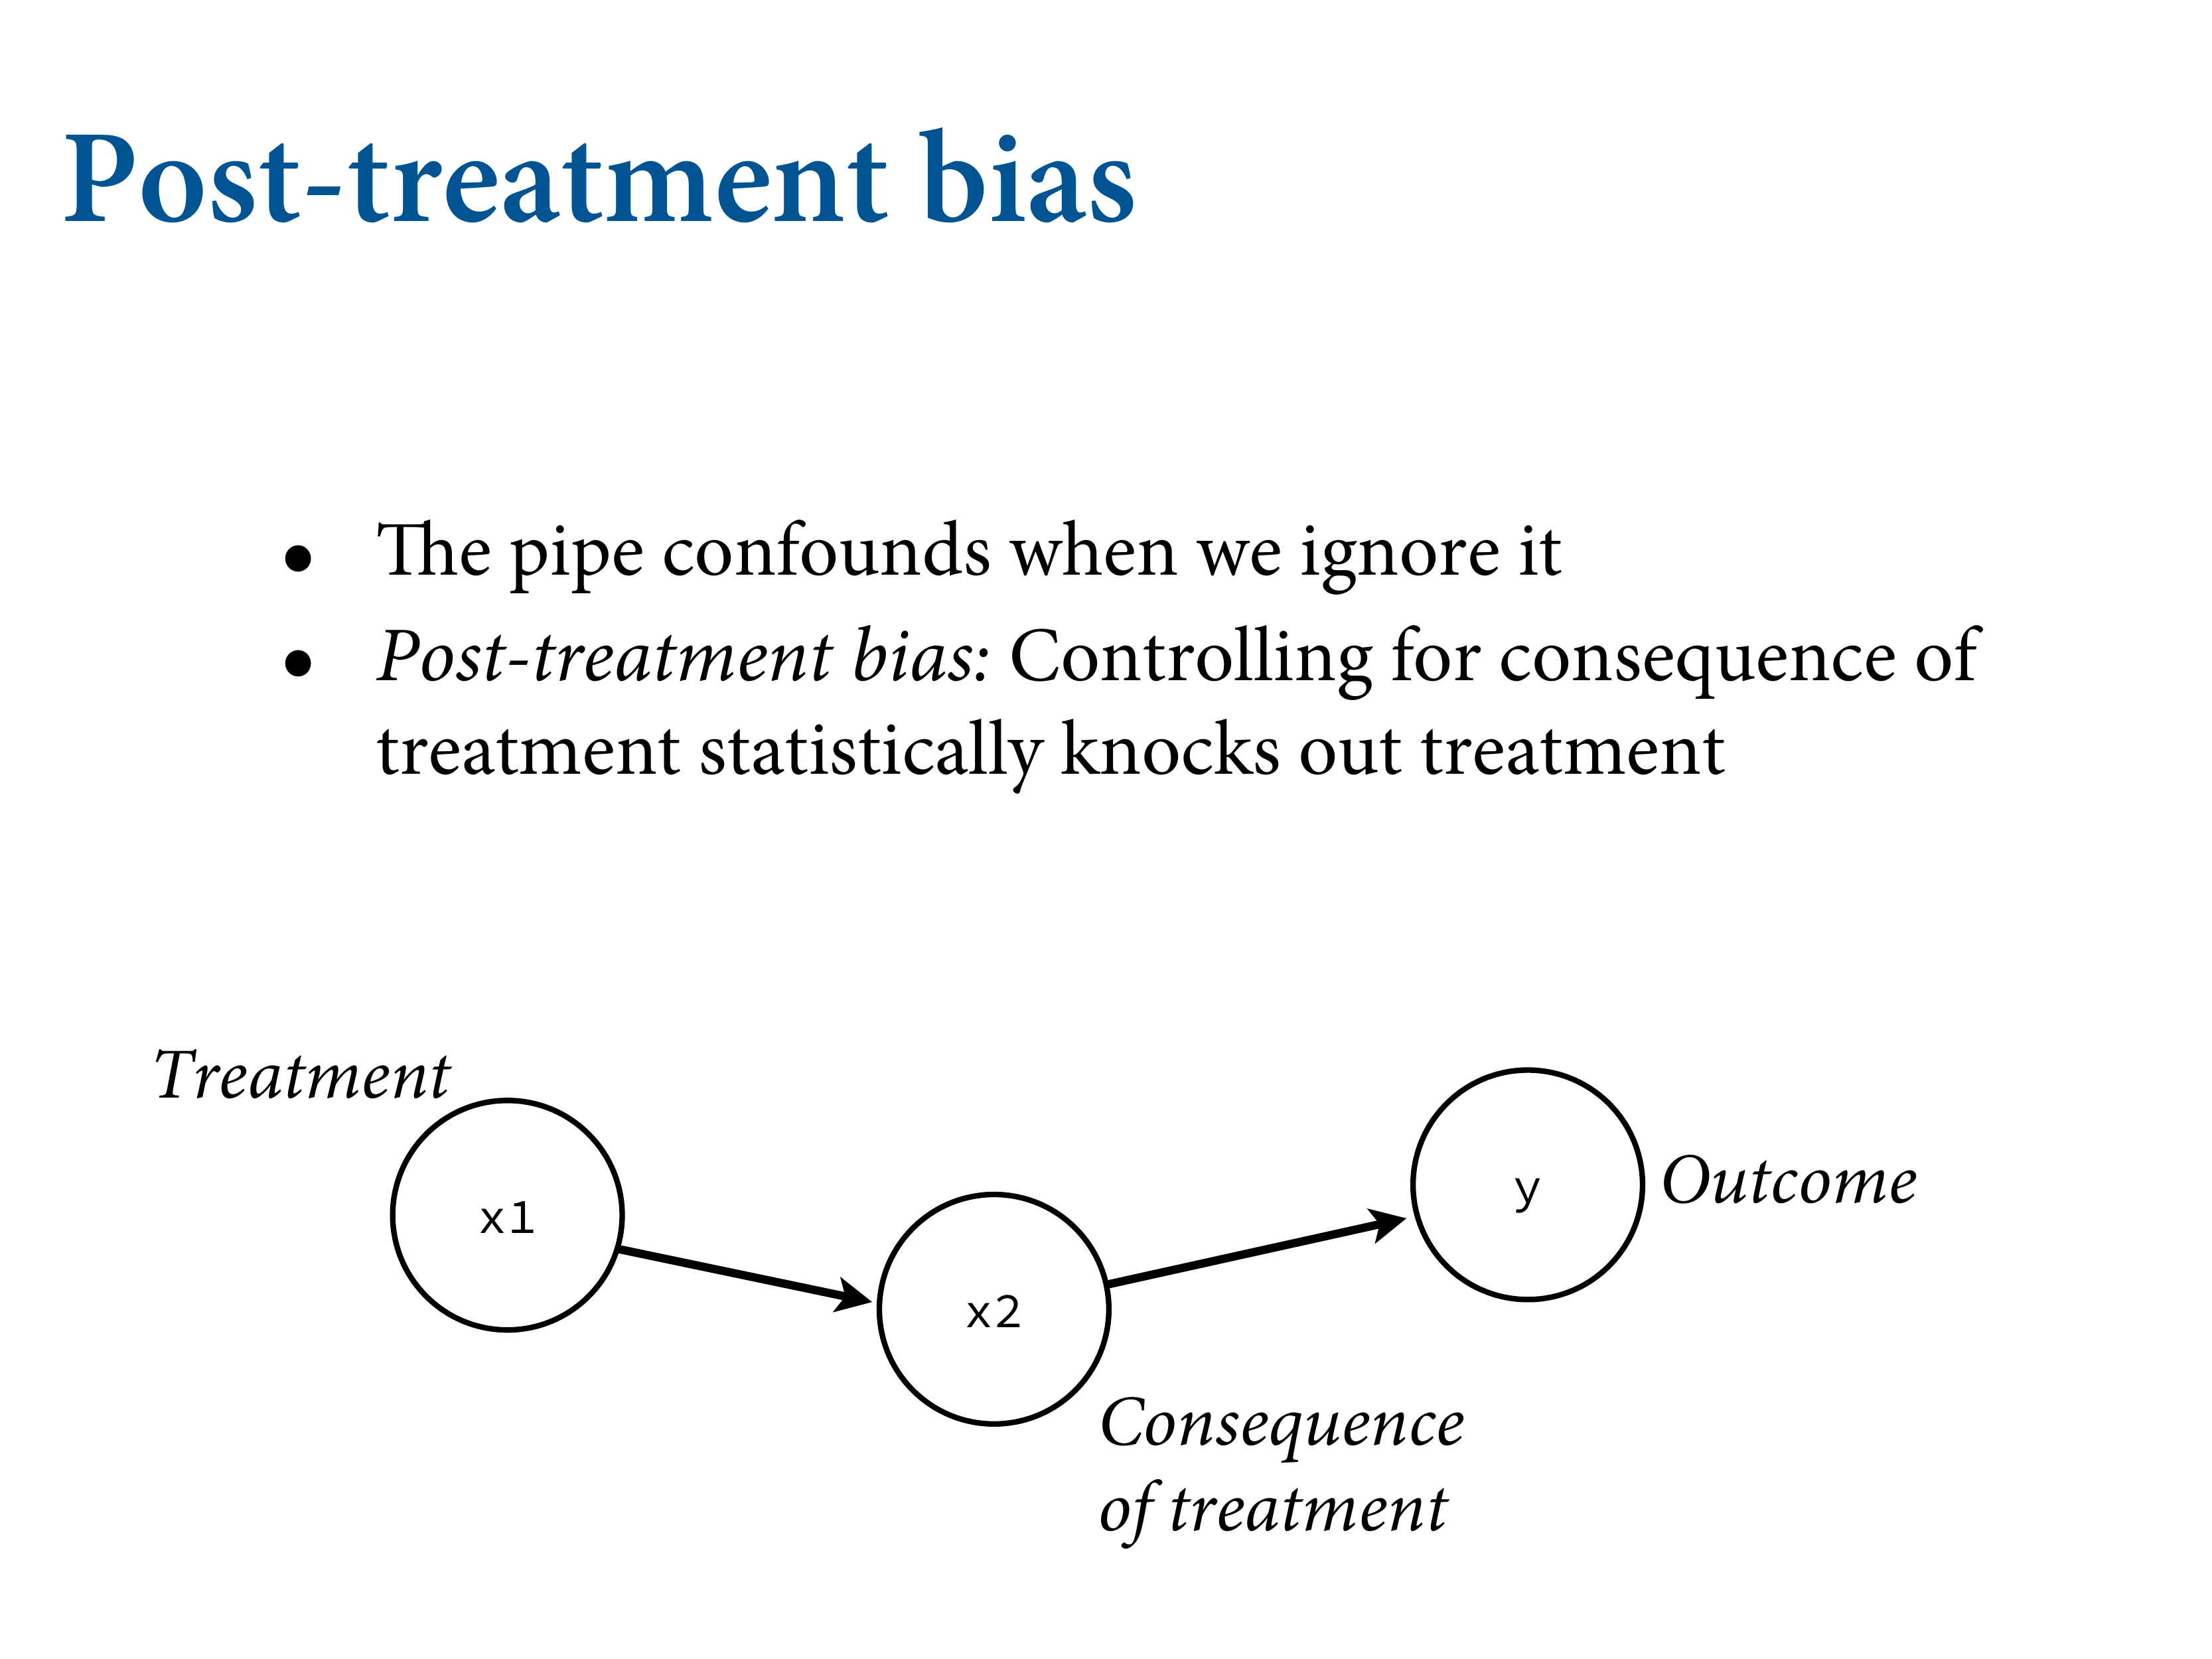 Post-treatment bias
• The pipe confounds when we ignore it
• Post-treatment bias: Controlling for consequence of
treatment statistically knocks out treatment
Treatment
x1
x2
y
Outcome
Consequence
of treatment